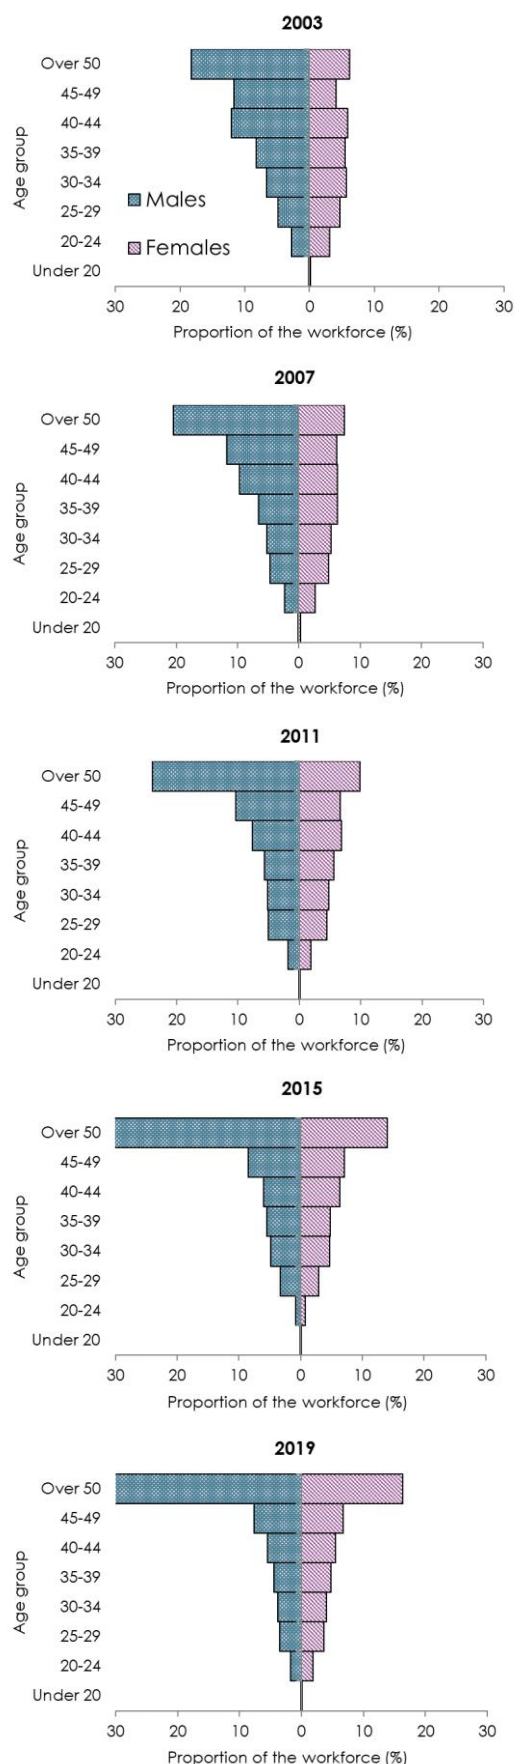 2003
Over 50
45-49
40-44
35-39
30-34
25-29
20-24
Under 20
Age group
Males
Females
30 20 10 0 10 20 30
Proportion of the workforce (%)
2007
Over 50
45-49
40-44
35-39
30-34
25-29
20-24
Under 20
Age group
30 20 10 0 10 20 30
Proportion of the workforce (%)
2011
Over 50
45-49
40-44
35-39
30-34
25-29
20-24
Under 20
Age group
30 20 10 0 10 20 30
Proportion of the workforce (%)
2015
Over 50
45-49
40-44
35-39
30-34
25-29
20-24
Under 20
Age group
30 20 10 0 10 20 30
Proportion of the workforce (%)
2019
Over 50
45-49
40-44
35-39
30-34
25-29
20-24
Under 20
Age group
30 20 10 0 10 20 30
Proportion of the workforce (%)